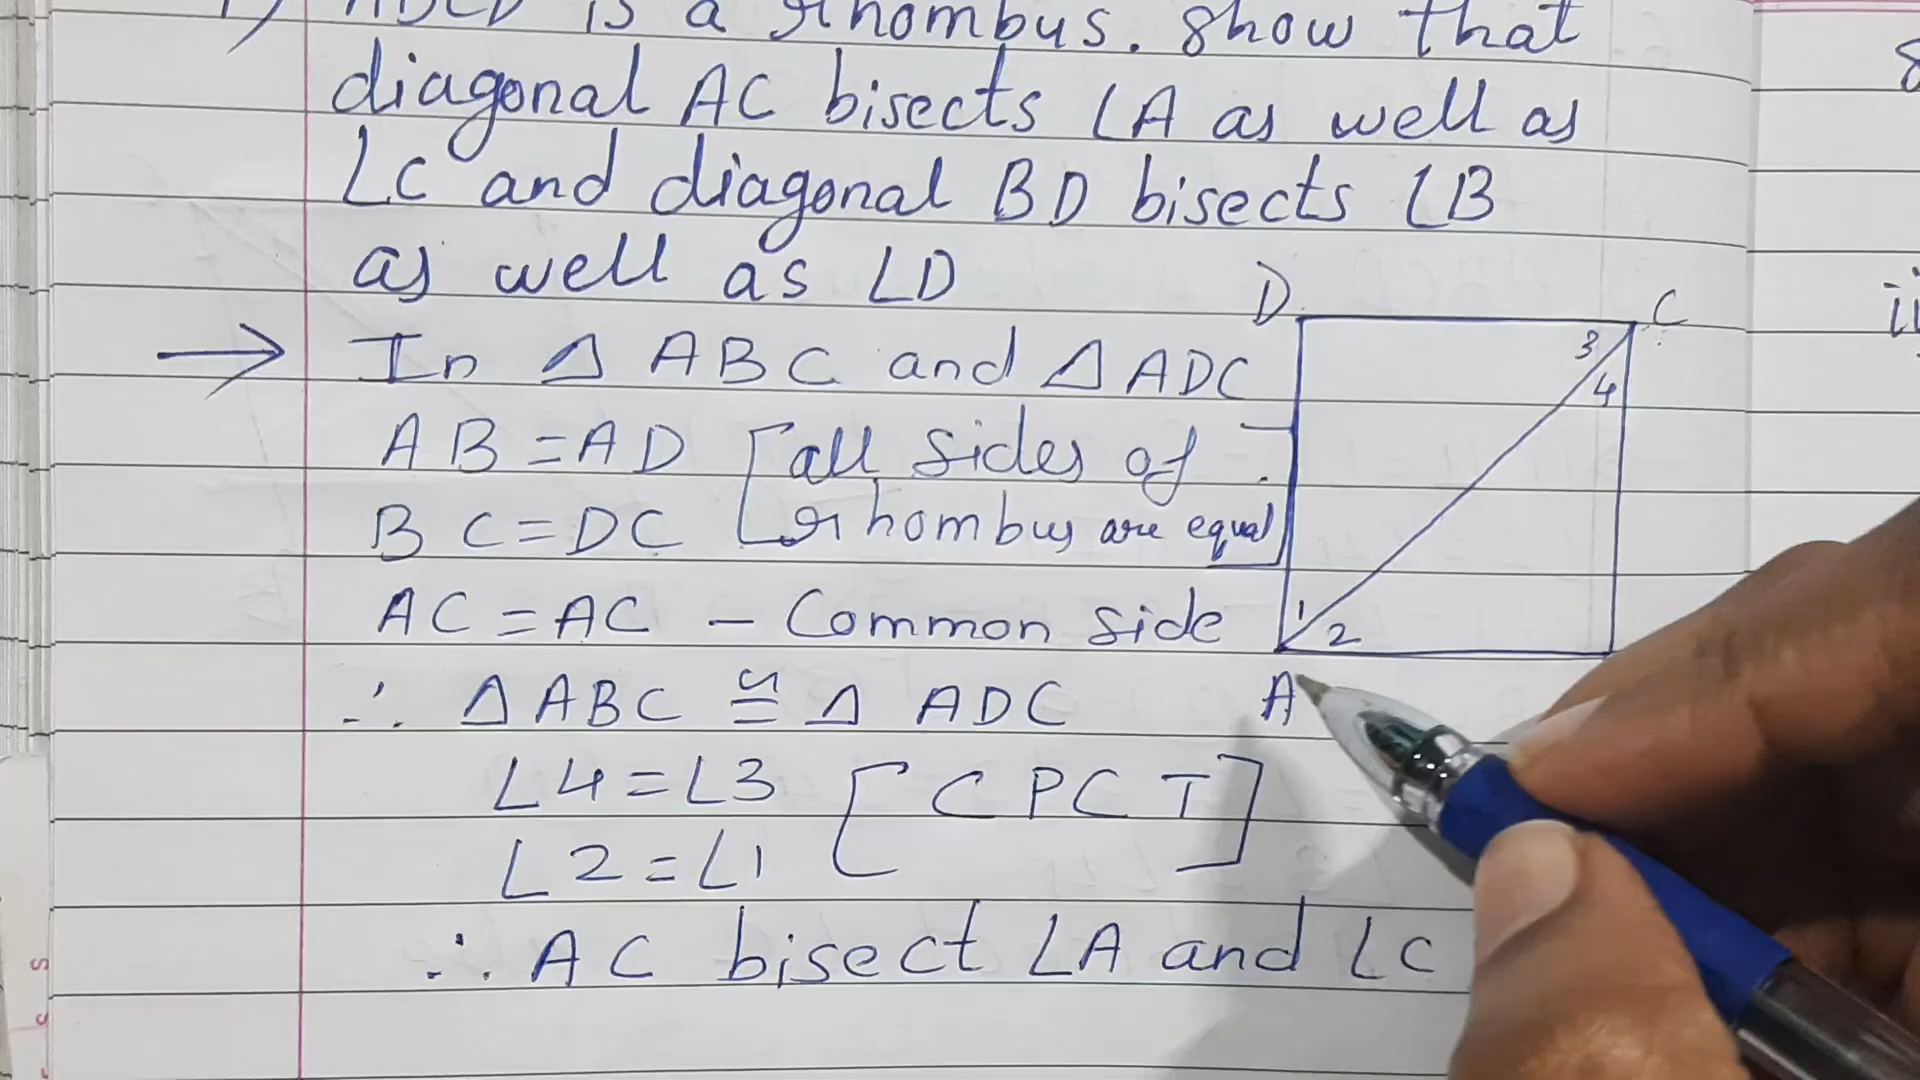 ABCD is a rhombus. show that
diagonal AC bisects ∠A as well as
∠C and diagonal BD bisects ∠B
as well as ∠D
→ In △ ABC and △ ADC
AB = AD [all sides of
BC = DC rhombus are equal]
AC = AC – Common side
∴ △ABC ≅ △ ADC
∠4 = ∠3 [CPCT]
∠2 = ∠1
∴ AC bisect ∠A and ∠C
D C
3
4
1
2
A